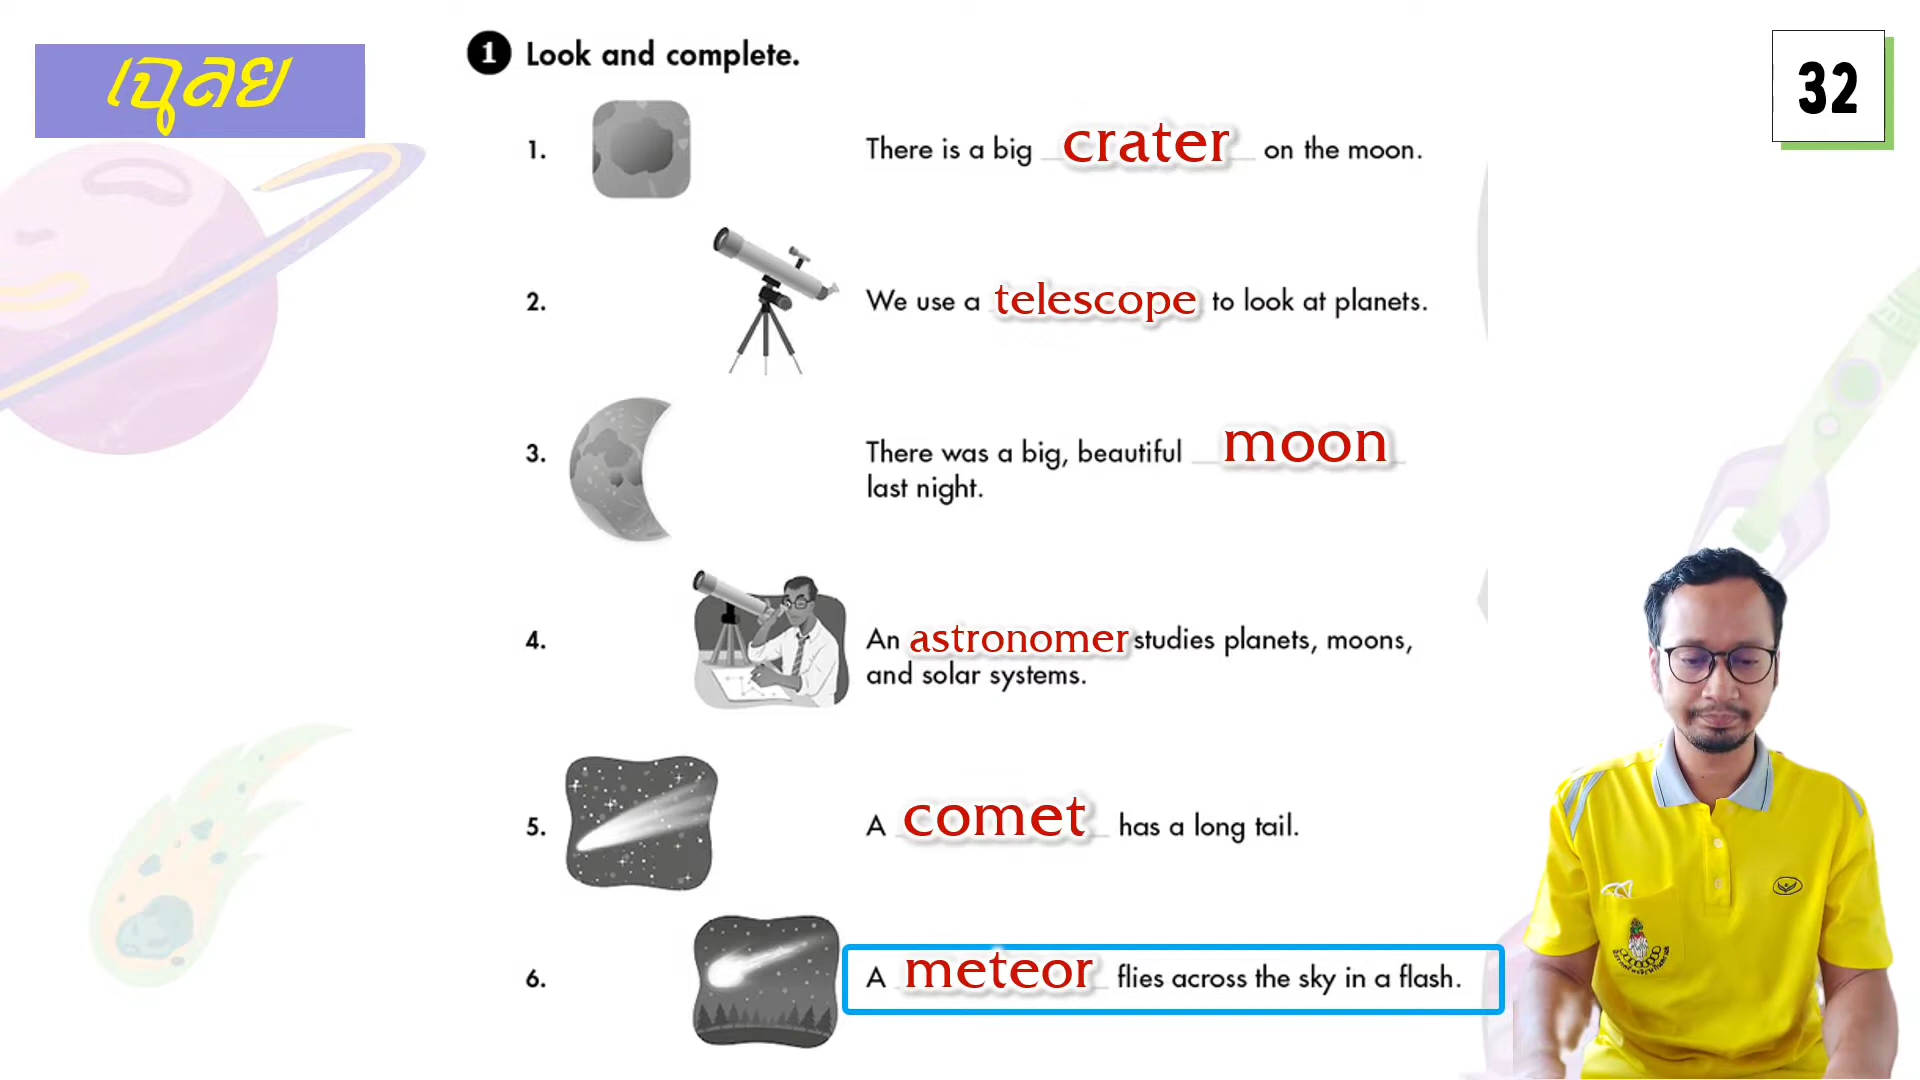 เฉลย
1 Look and complete.
32
1. There is a big crater on the moon.
2. We use a telescope to look at planets.
3. There was a big, beautiful moon
last night.
4. An astronomer studies planets, moons,
and solar systems.
5. A comet has a long tail.
6. A meteor flies across the sky in a flash.